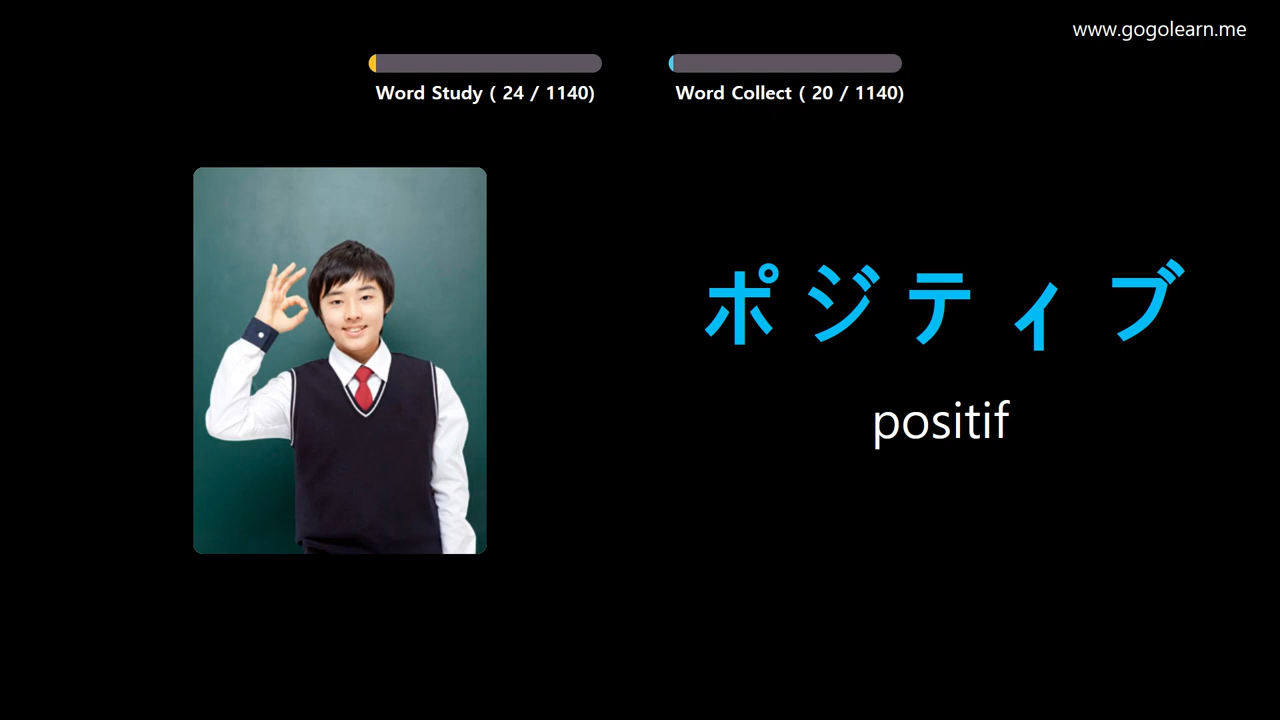 www.gogolearn.me
Word Study ( 24 / 1140)
Word Collect ( 20 / 1140)
ポジティブ
positif